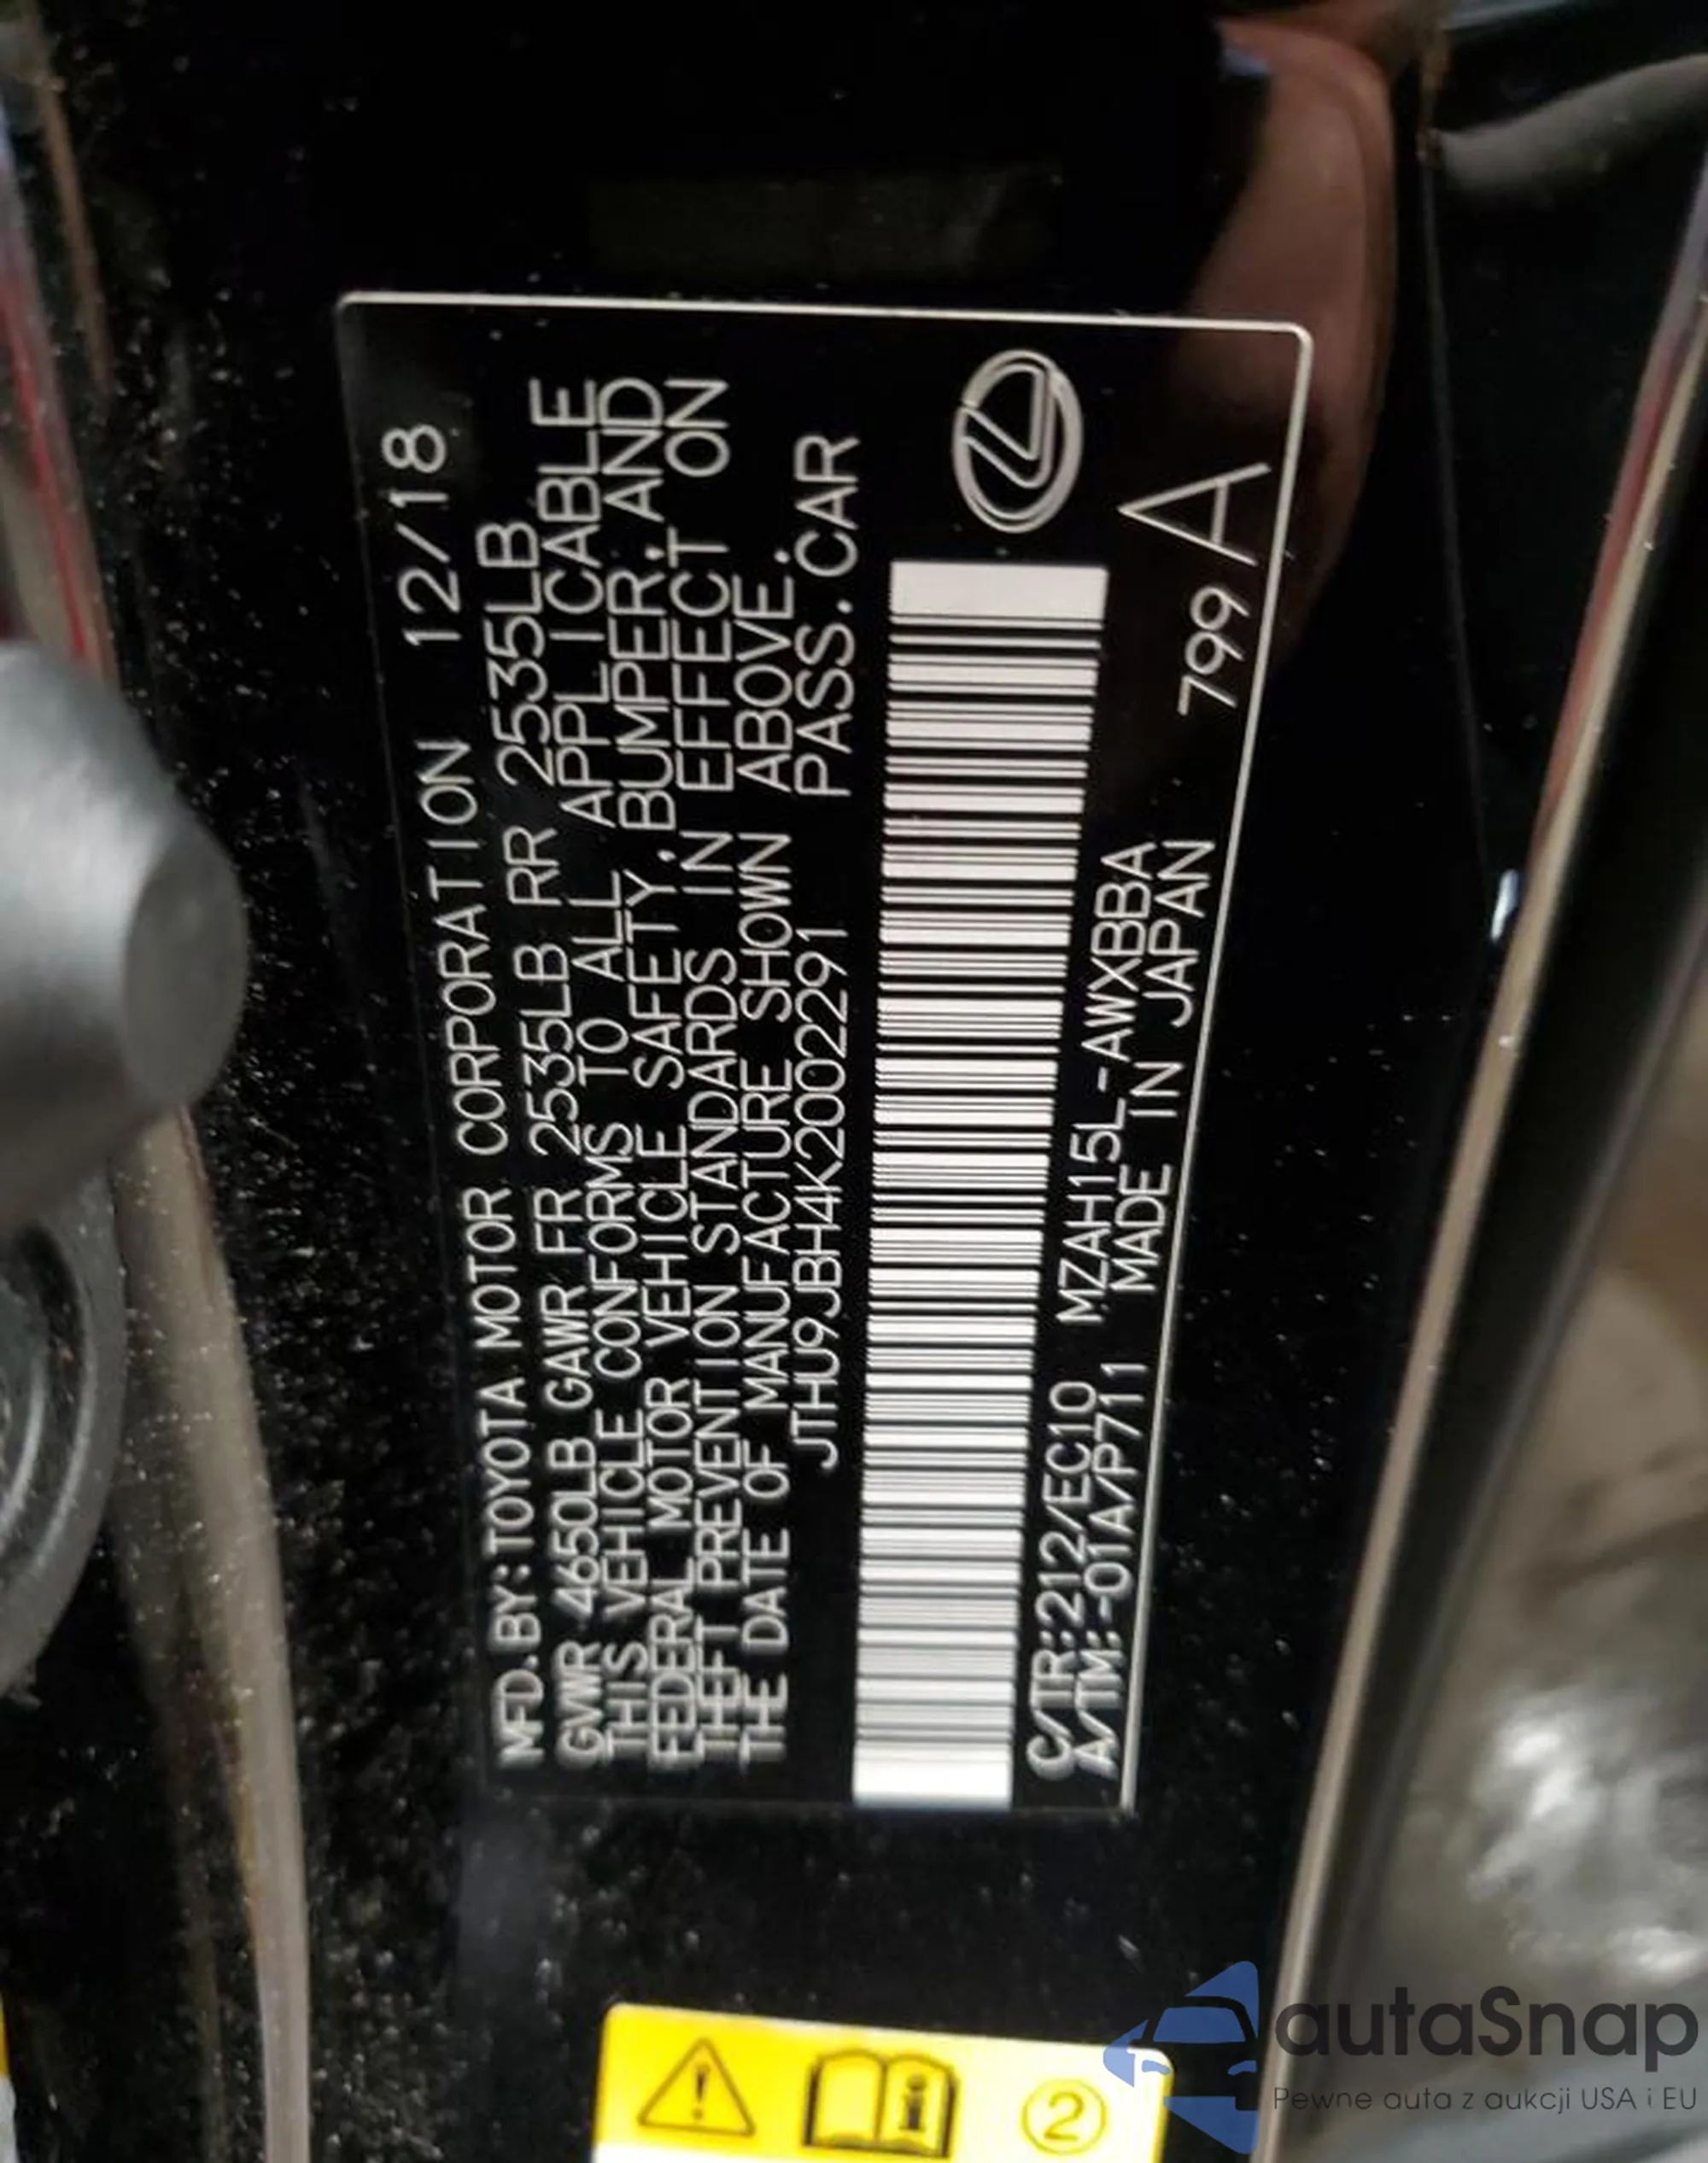 MFD.BY:TOYOTA MOTOR CORPORATION 12/18
GVWR 4650LB GAWR FR 2535LB RR 2535LB
THIS VEHICLE CONFORMS TO ALL APPLICABLE
FEDERAL MOTOR VEHICLE SAFETY, BUMPER, AND
THEFT PREVENTION STANDARDS IN EFFECT ON
THE DATE OF MANUFACTURE SHOWN ABOVE.
JTHU9JBH4K2002291 PASS.CAR
C/TR:212/EC10 MZAH15L-AWXBBA 799A
A/TM:-01A/P711 MADE IN JAPAN
2
autaSnap
Pewne auta z aukcji USA i EU